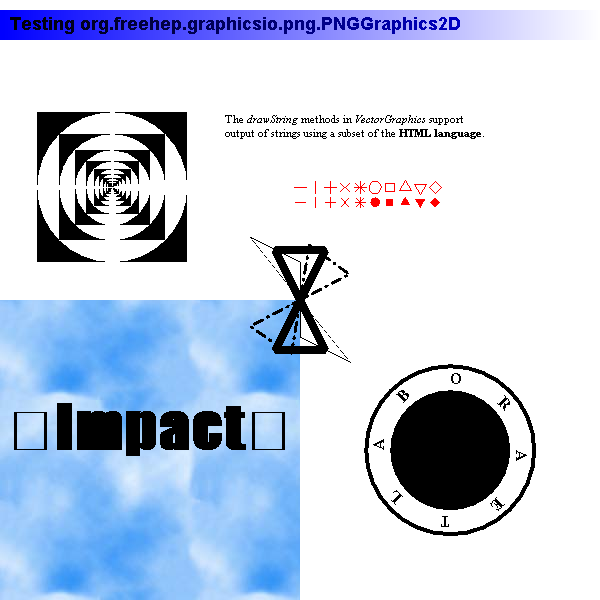 Testing org.freehep.graphicsio.png.PNGGraphics2D
The drawString methods in VectorGraphics support
output of strings using a subset of the HTML language.
□Impact□
ORAETLAB